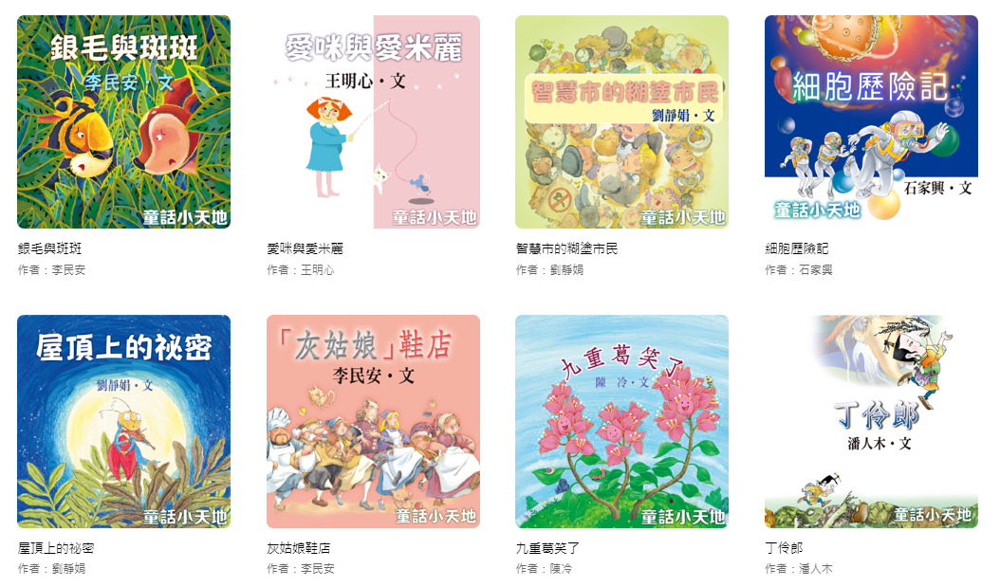 銀毛與斑斑
李民安・文
童話小天地
銀毛與斑斑
作者：李民安
愛咪與愛米麗
王明心・文
童話小天地
愛咪與愛米麗
作者：王明心
智慧市的糊塗市民
劉靜娟・文
童話小天地
智慧市的糊塗市民
作者：劉靜娟
細胞歷險記
石家興・文
童話小天地
細胞歷險記
作者：石家興
屋頂上的祕密
劉靜娟・文
童話小天地
屋頂上的祕密
作者：劉靜娟
「灰姑娘」鞋店
李民安・文
童話小天地
灰姑娘鞋店
作者：李民安
九重葛笑了
陳 冷・文
童話小天地
九重葛笑了
作者：陳冷
丁伶郎
潘人木・文
童話小天地
丁伶郎
作者：潘人木